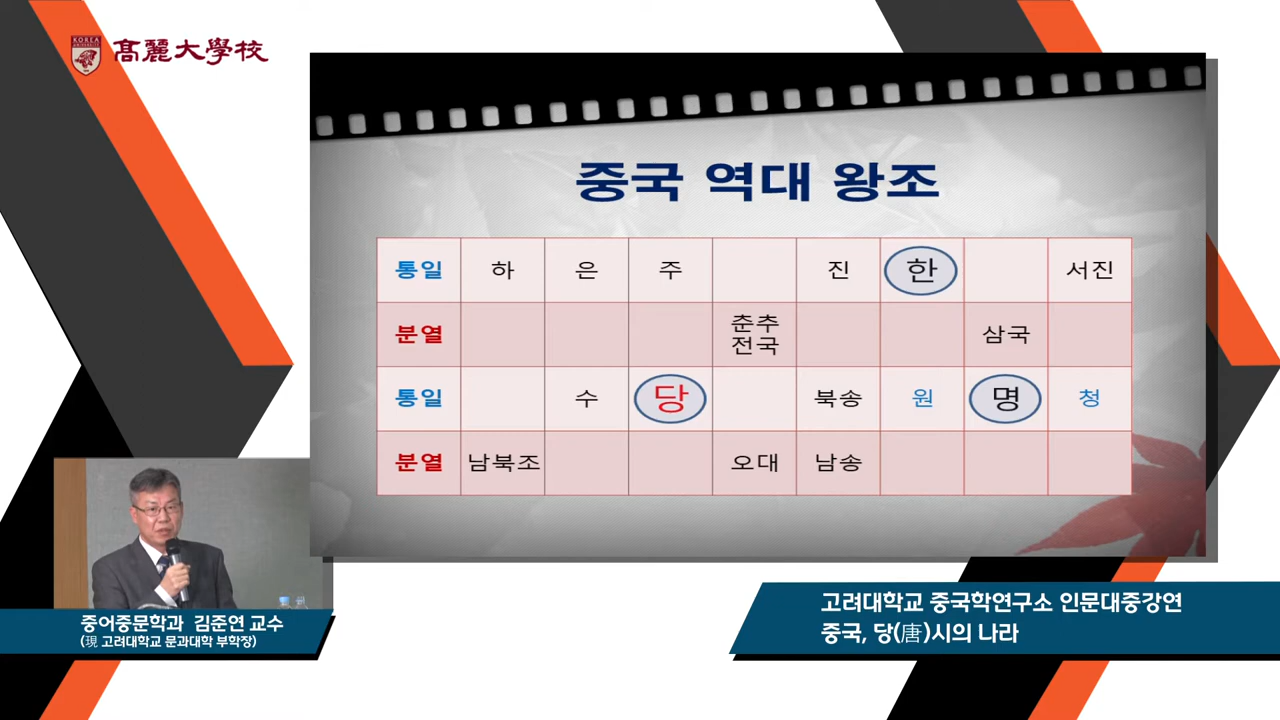 KOREA
UNIVERSITY
高麗大學校
중국 역대 왕조
통일 하 은 주 진 한 서진
분열 춘추 전국 삼국
통일 수 당 북송 원 명 청
분열 남북조 오대 남송
중어중문학과 김준연 교수
(現 고려대학교 문과대학 부학장)
고려대학교 중국학연구소 인문대중강연
중국, 당(唐)시의 나라